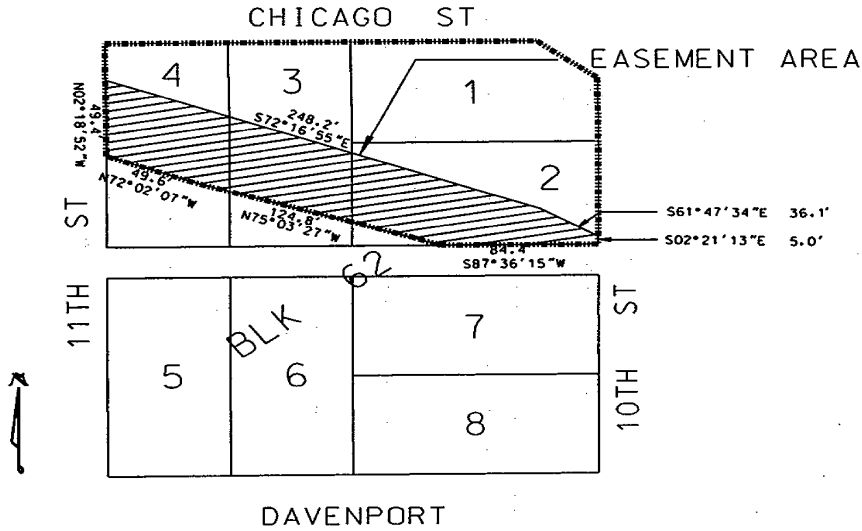 CHICAGO ST
EASEMENT AREA
4
3
1
248.2'
S72°16'55"E
49.4'
N02°18'52"W
2
49.6'
N72°02'07"W
124.8'
N75°03'27"W
S61°47'34"E 36.1'
S02°21'13"E 5.0'
84.4'
S87°36'15"W
11TH ST
BLK 62
5
6
7
8
10TH ST
DAVENPORT